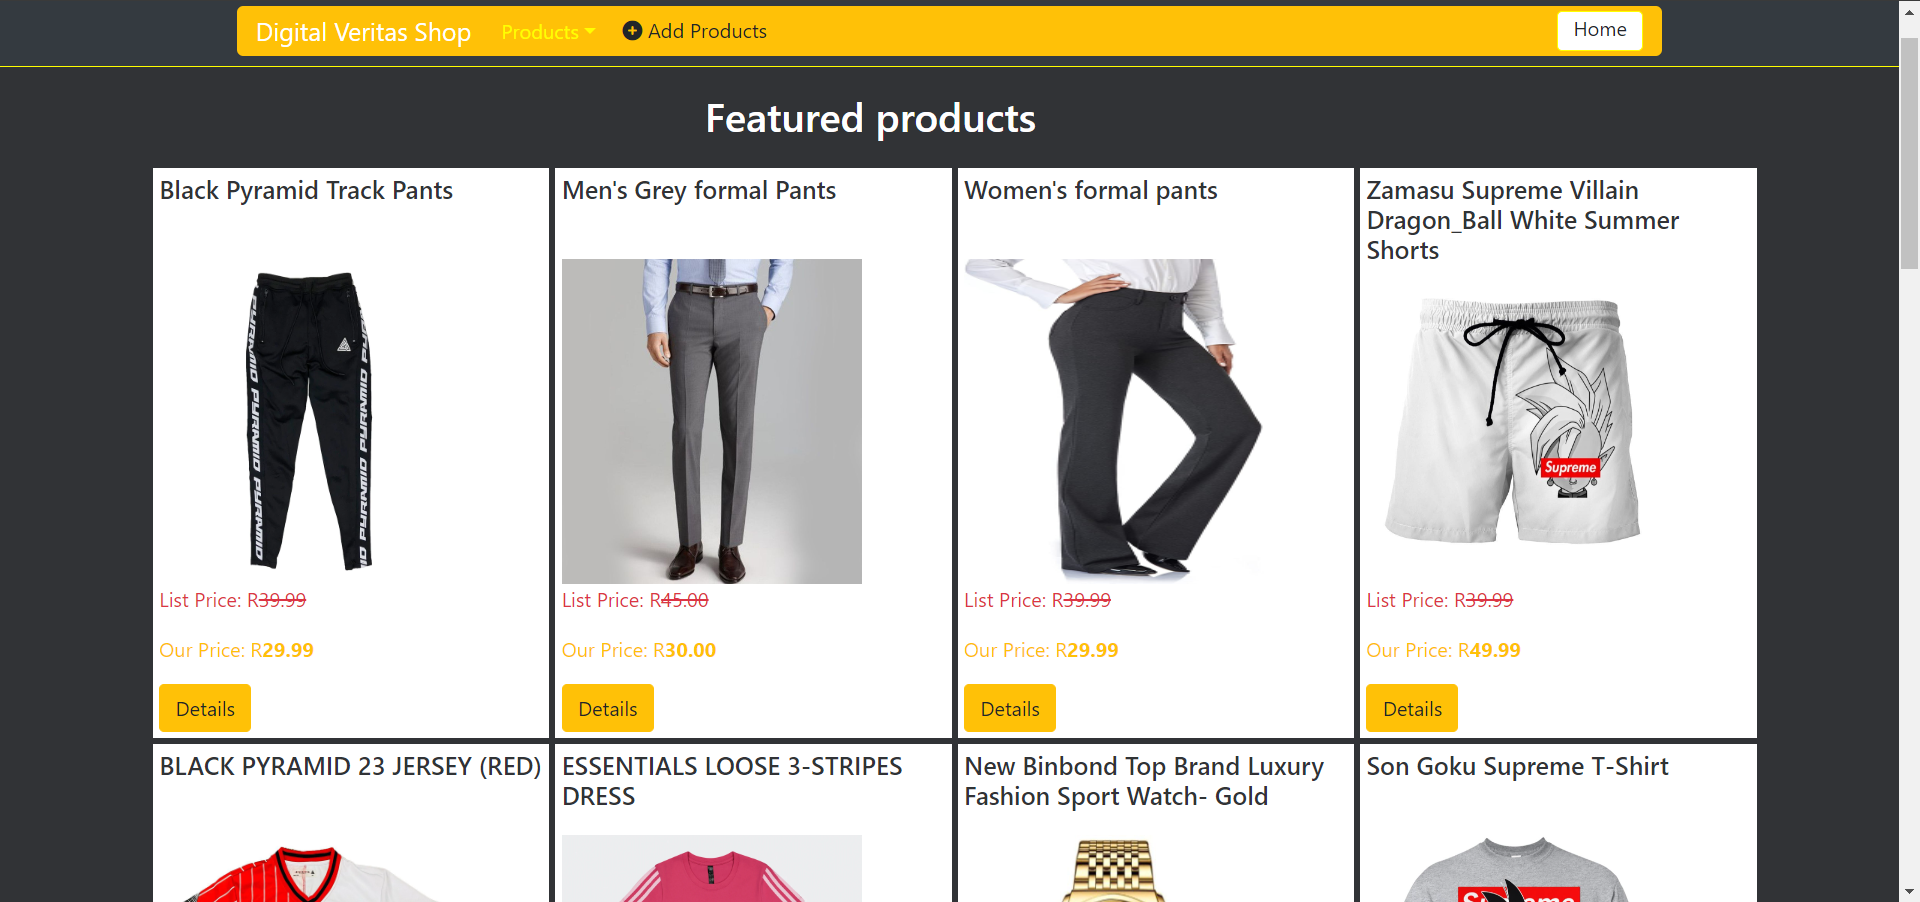 Digital Veritas Shop Products Add Products Home
Featured products
Black Pyramid Track Pants
PYRAMID PYRAMID PYRAMID PYRAMID
List Price: R39.99
Our Price: R29.99
Details
Men's Grey formal Pants
List Price: R45.00
Our Price: R30.00
Details
Women's formal pants
List Price: R39.99
Our Price: R29.99
Details
Zamasu Supreme Villain
Dragon_Ball White Summer
Shorts
Supreme
List Price: R39.99
Our Price: R49.99
Details
BLACK PYRAMID 23 JERSEY (RED)
ESSENTIALS LOOSE 3-STRIPES
DRESS
New Binbond Top Brand Luxury
Fashion Sport Watch- Gold
Son Goku Supreme T-Shirt